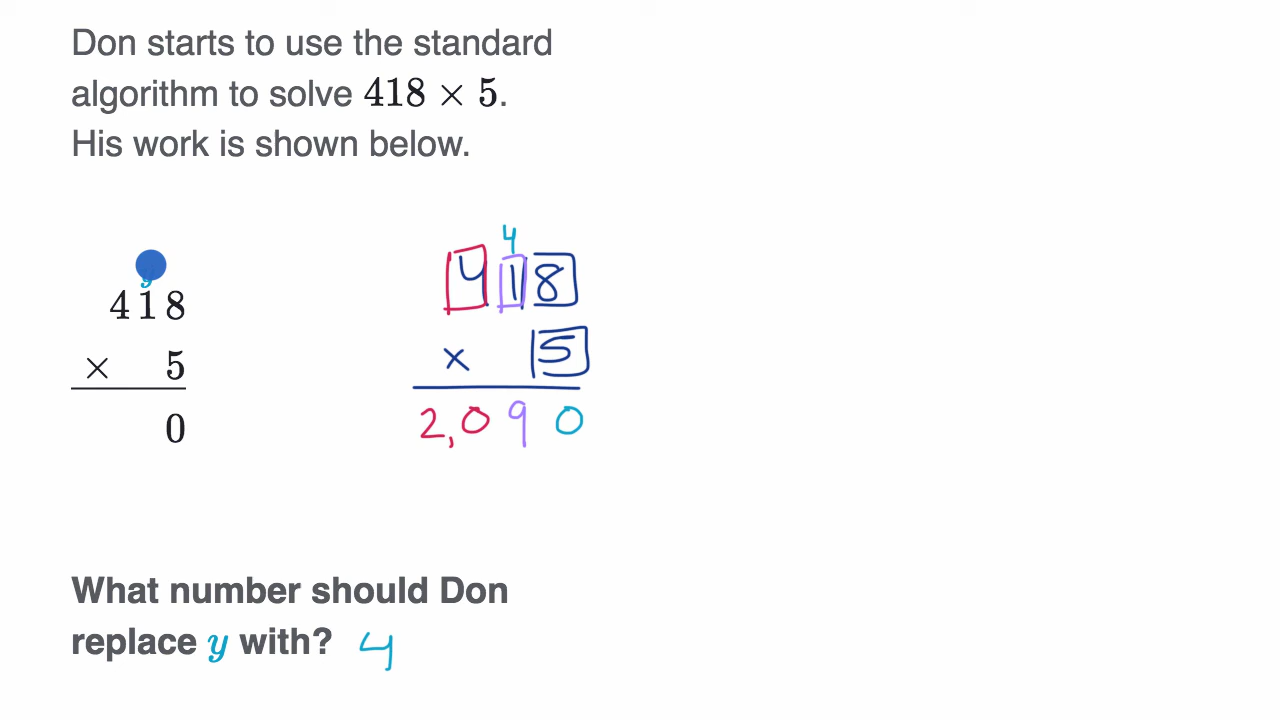 Don starts to use the standard
algorithm to solve 418 × 5.
His work is shown below.
y
418
× 5
0
4
418
× 5
2,090
What number should Don
replace y with? 4